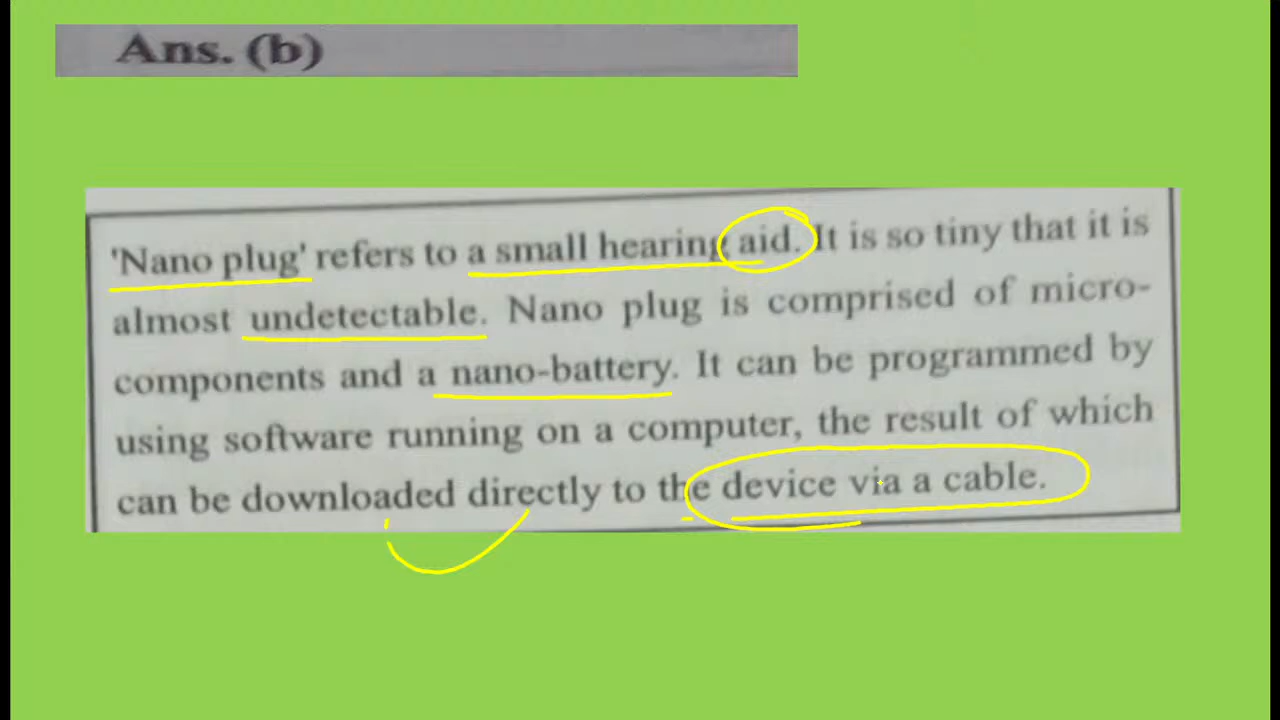 Ans. (b)
'Nano plug' refers to a small hearing aid. It is so tiny that it is
almost undetectable. Nano plug is comprised of micro-
components and a nano-battery. It can be programmed by
using software running on a computer, the result of which
can be downloaded directly to the device via a cable.